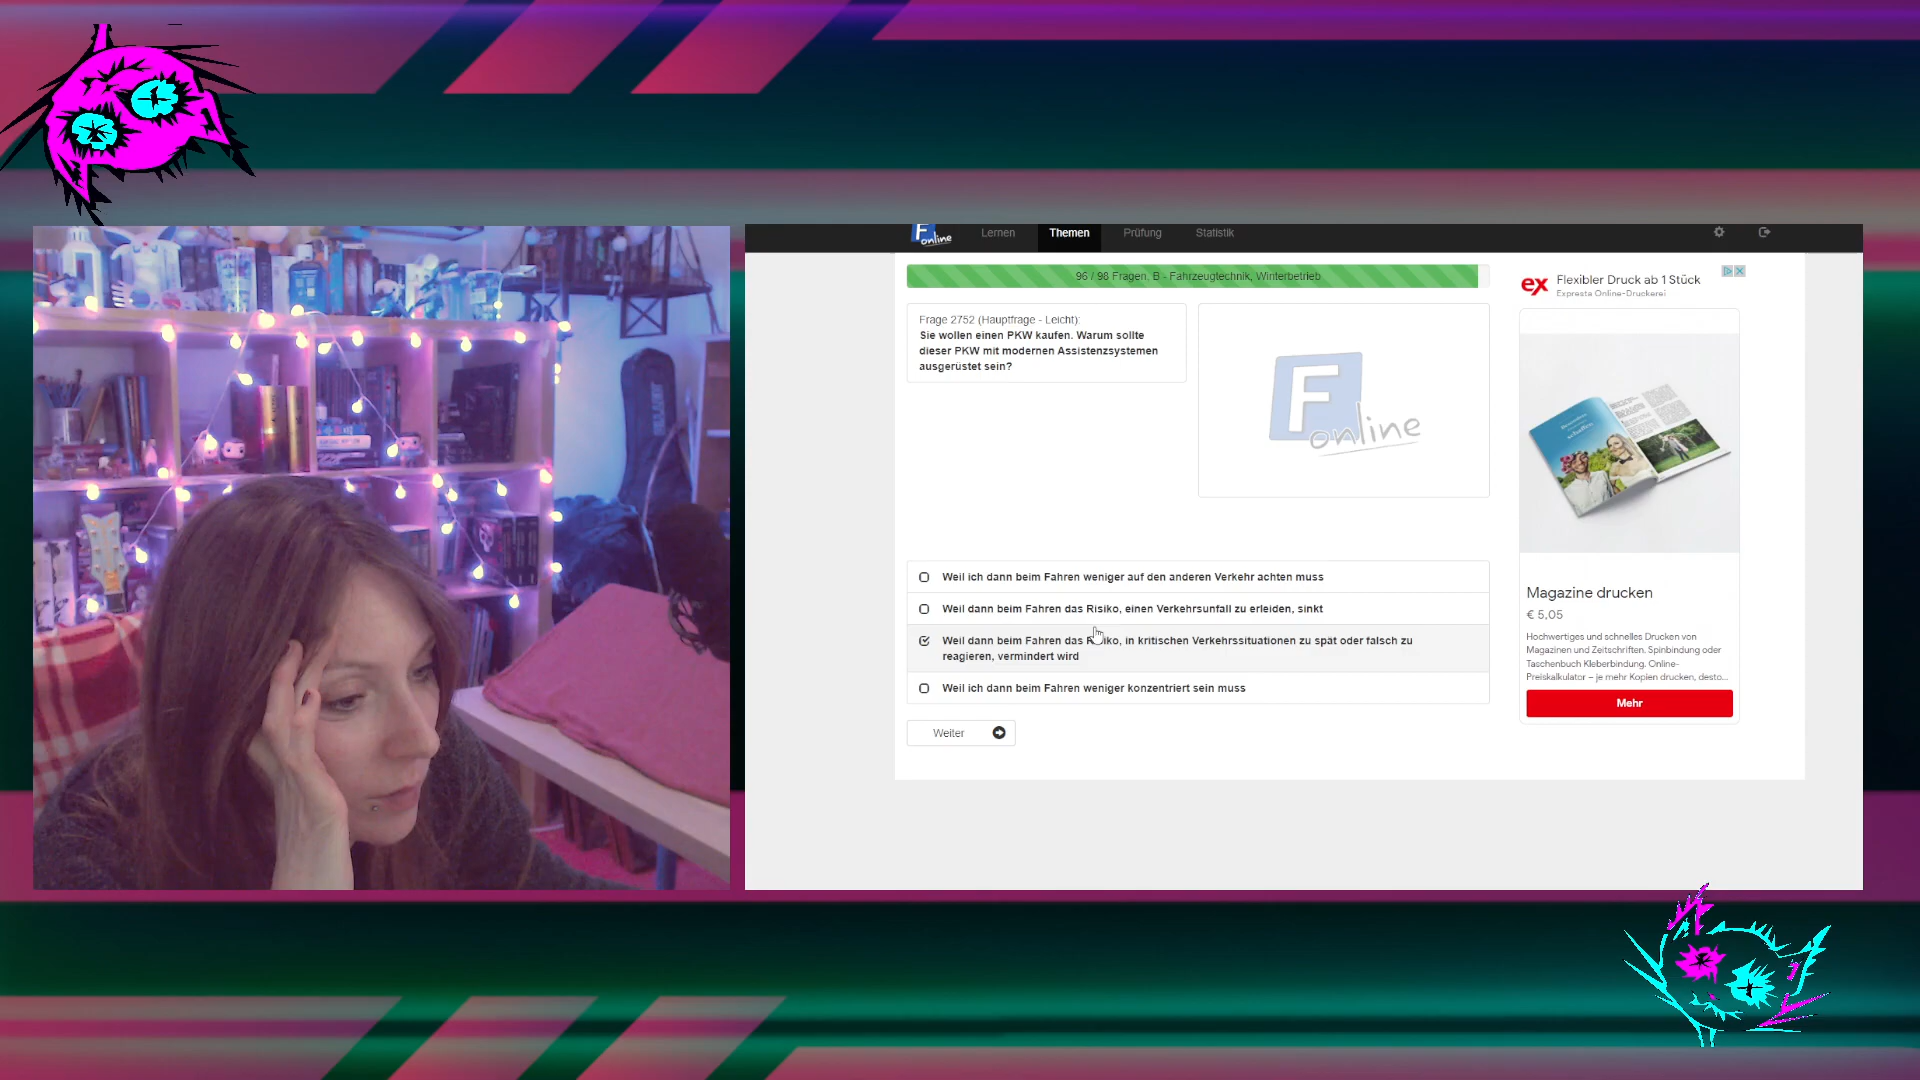 F
online
Lernen
Themen
Prüfung
Statistik
96 / 98 Fragen, B - Fahrzeugtechnik, Winterbetrieb
Frage 2752 (Hauptfrage - Leicht):
Sie wollen einen PKW kaufen. Warum sollte
dieser PKW mit modernen Assistenzsystemen
ausgerüstet sein?
F
online
Weil ich dann beim Fahren weniger auf den anderen Verkehr achten muss
Weil dann beim Fahren das Risiko, einen Verkehrsunfall zu erleiden, sinkt
Weil dann beim Fahren das Risiko, in kritischen Verkehrssituationen zu spät oder falsch zu
reagieren, vermindert wird
Weil ich dann beim Fahren weniger konzentriert sein muss
Weiter
ex
Flexibler Druck ab 1 Stück
Expresta Online-Druckerei
Magazine drucken
€ 5,05
Hochwertiges und schnelles Drucken von
Magazinen und Zeitschriften. Spinbindung oder
Taschenbuch Kleberbindung. Online-
Preiskalkulator – je mehr Kopien drucken, desto...
Mehr